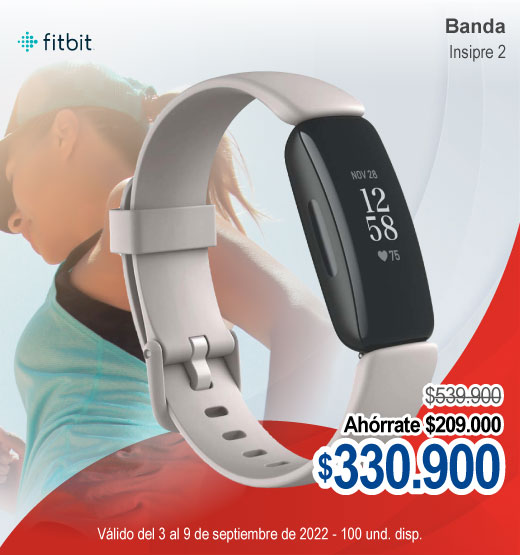 fitbit
Banda
Insipre 2
NOV 28
12
58
75
$539.900
Ahórrate $209.000
$330.900
Válido del 3 al 9 de septiembre de 2022 - 100 und. disp.